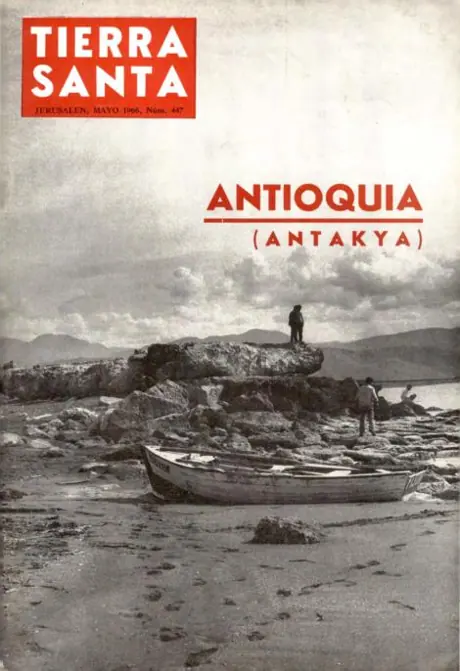 TIERRA
SANTA
JERUSALEN, MAYO 1966, Núm. 447
ANTIOQUIA
(ANTAKYA)